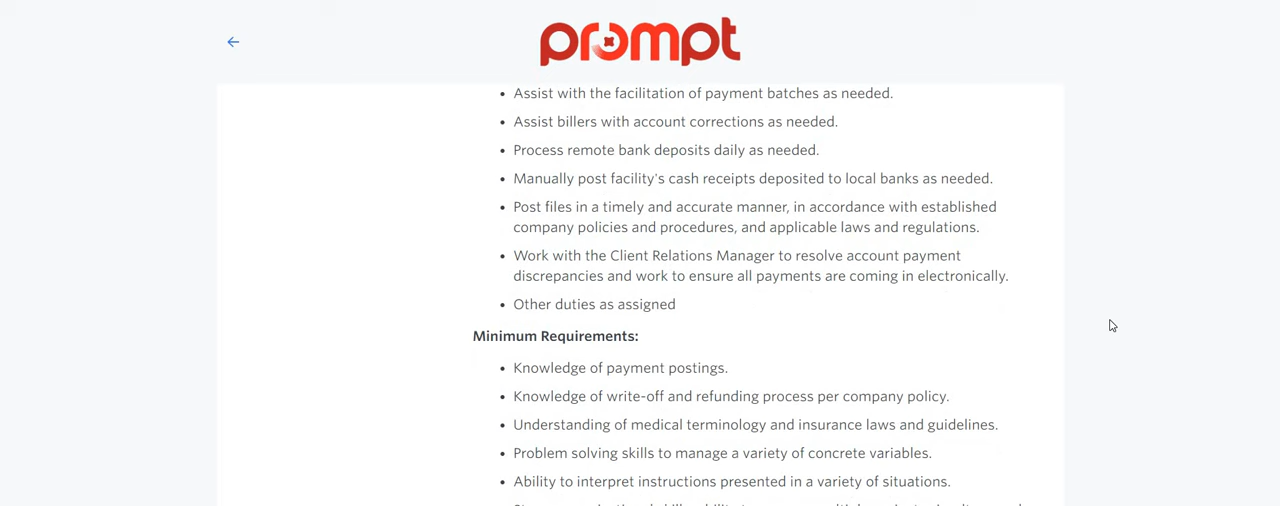 prompt
• Assist with the facilitation of payment batches as needed.
• Assist billers with account corrections as needed.
• Process remote bank deposits daily as needed.
• Manually post facility's cash receipts deposited to local banks as needed.
• Post files in a timely and accurate manner, in accordance with established
company policies and procedures, and applicable laws and regulations.
• Work with the Client Relations Manager to resolve account payment
discrepancies and work to ensure all payments are coming in electronically.
• Other duties as assigned
Minimum Requirements:
• Knowledge of payment postings.
• Knowledge of write-off and refunding process per company policy.
• Understanding of medical terminology and insurance laws and guidelines.
• Problem solving skills to manage a variety of concrete variables.
• Ability to interpret instructions presented in a variety of situations.